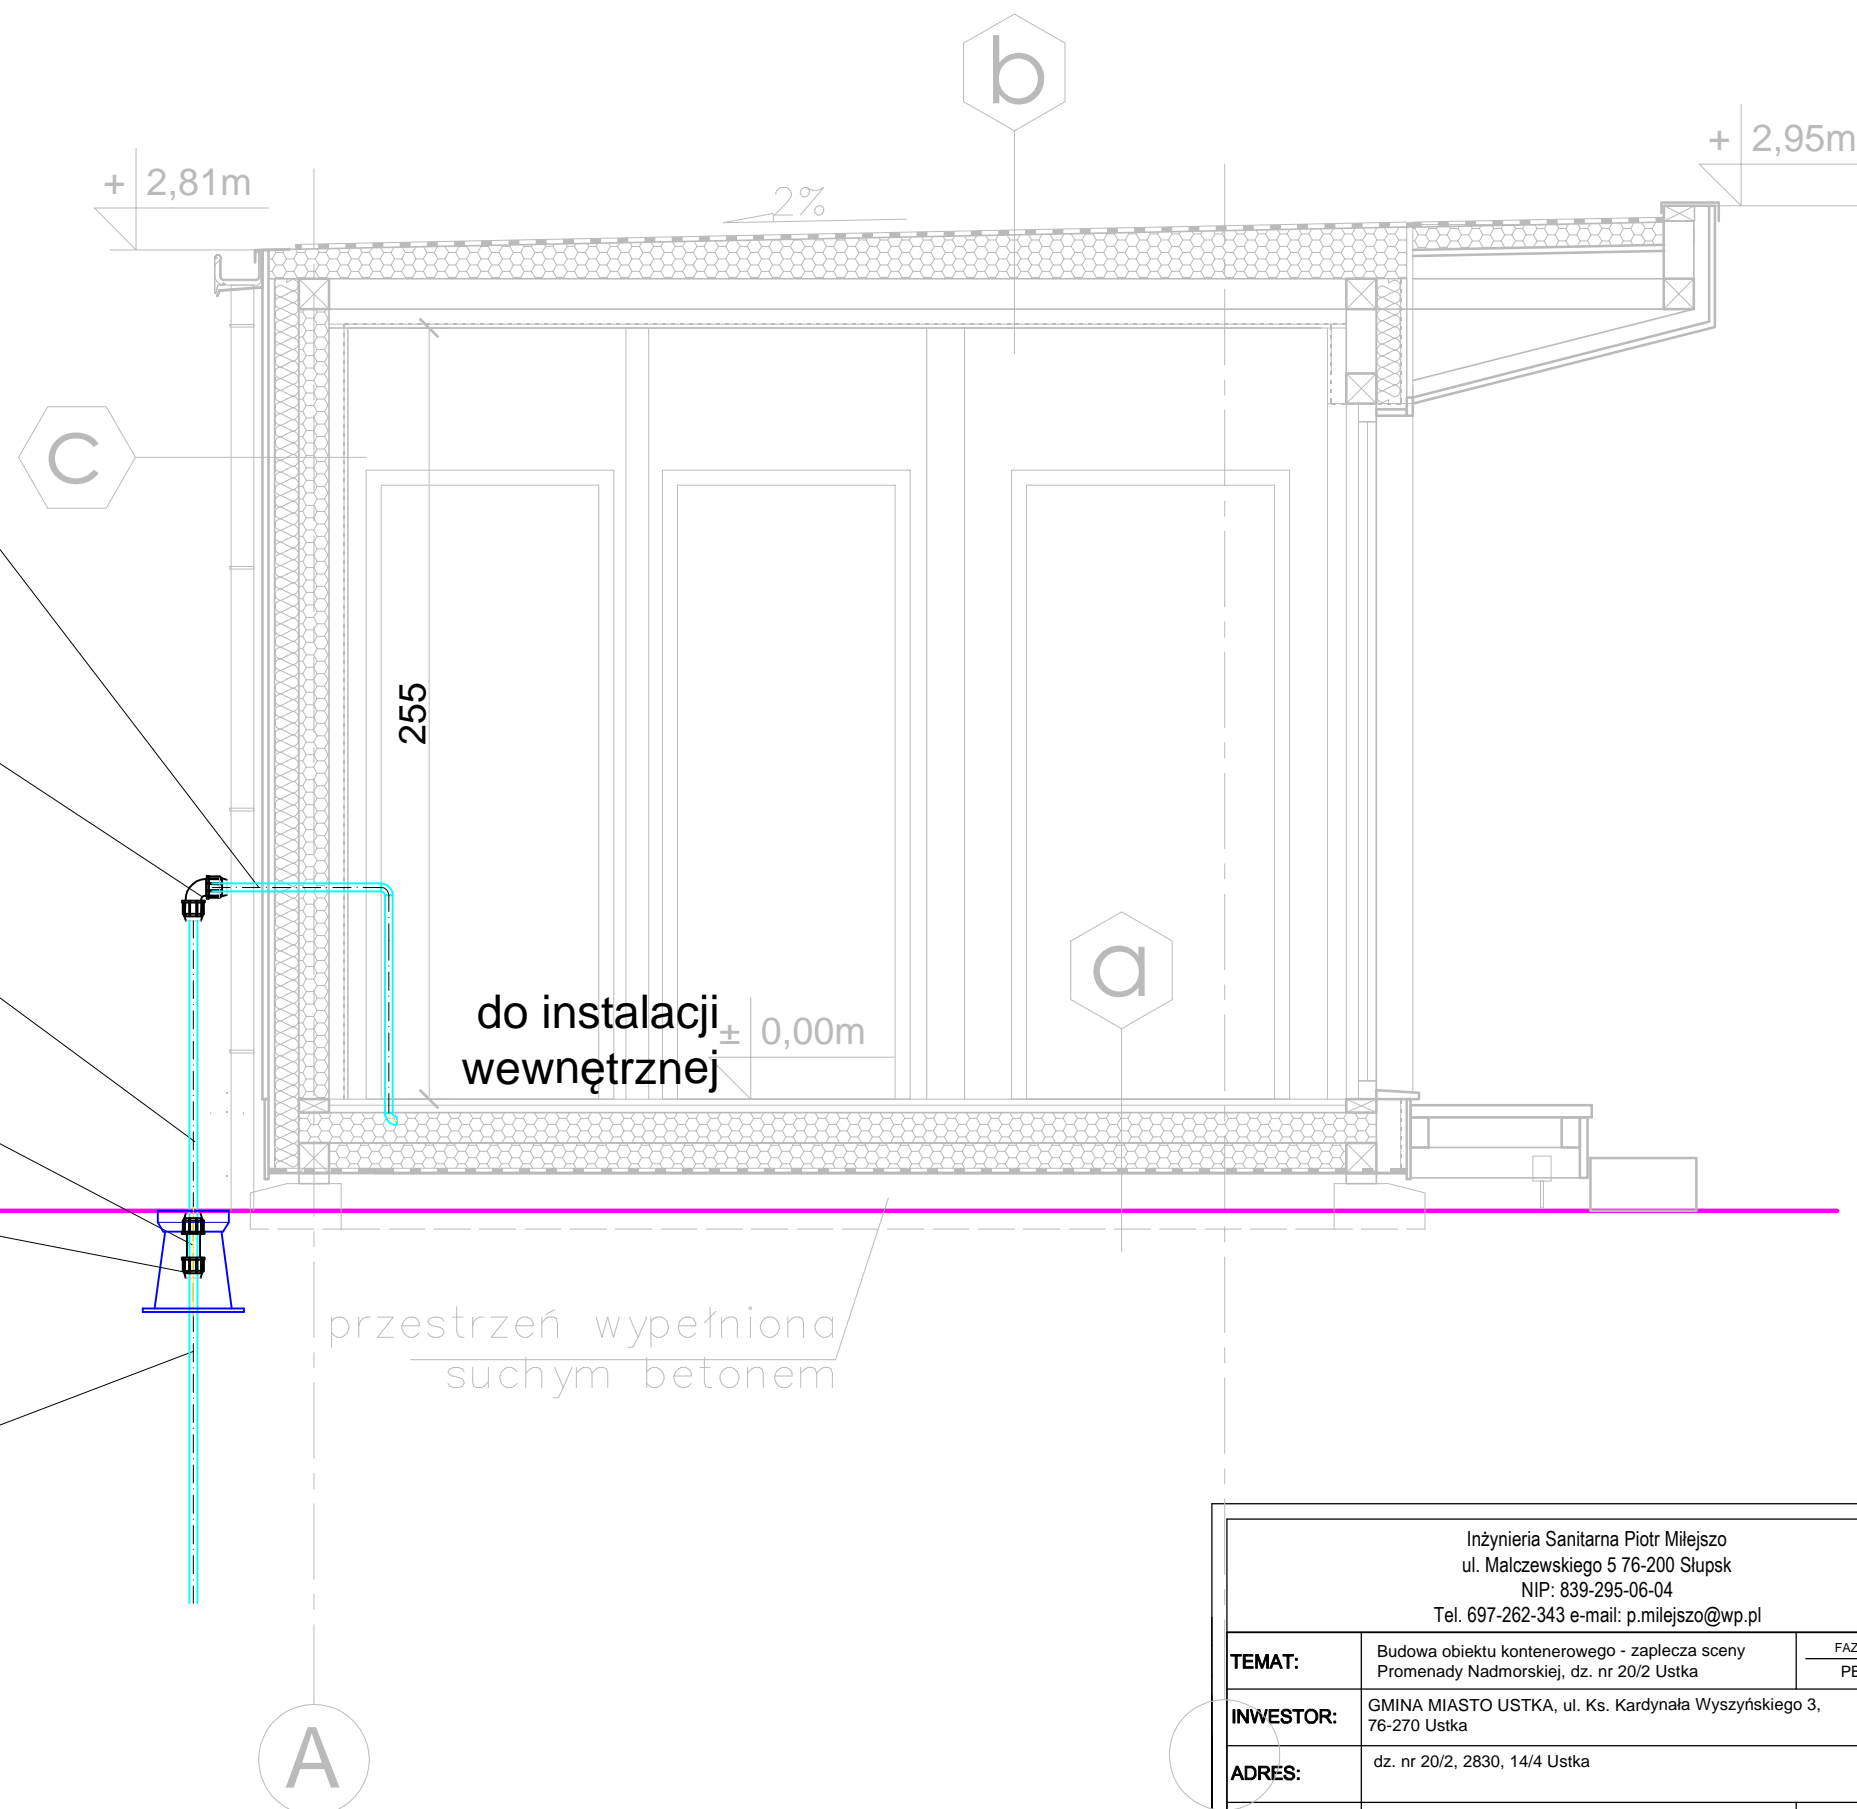 b
+ 2,95m
+ 2,81m
2%
c
255
do instalacji
wewnętrznej
± 0,00m
a
przestrzeń wypełniona
suchym betonem
A
Inżynieria Sanitarna Piotr Miłejszo
ul. Malczewskiego 5 76-200 Słupsk
NIP: 839-295-06-04
Tel. 697-262-343 e-mail: p.milejszo@wp.pl
TEMAT:
Budowa obiektu kontenerowego - zaplecza sceny
Promenady Nadmorskiej, dz. nr 20/2 Ustka
INWESTOR:
GMINA MIASTO USTKA, ul. Ks. Kardynała Wyszyńskiego 3,
76-270 Ustka
ADRES:
dz. nr 20/2, 2830, 14/4 Ustka